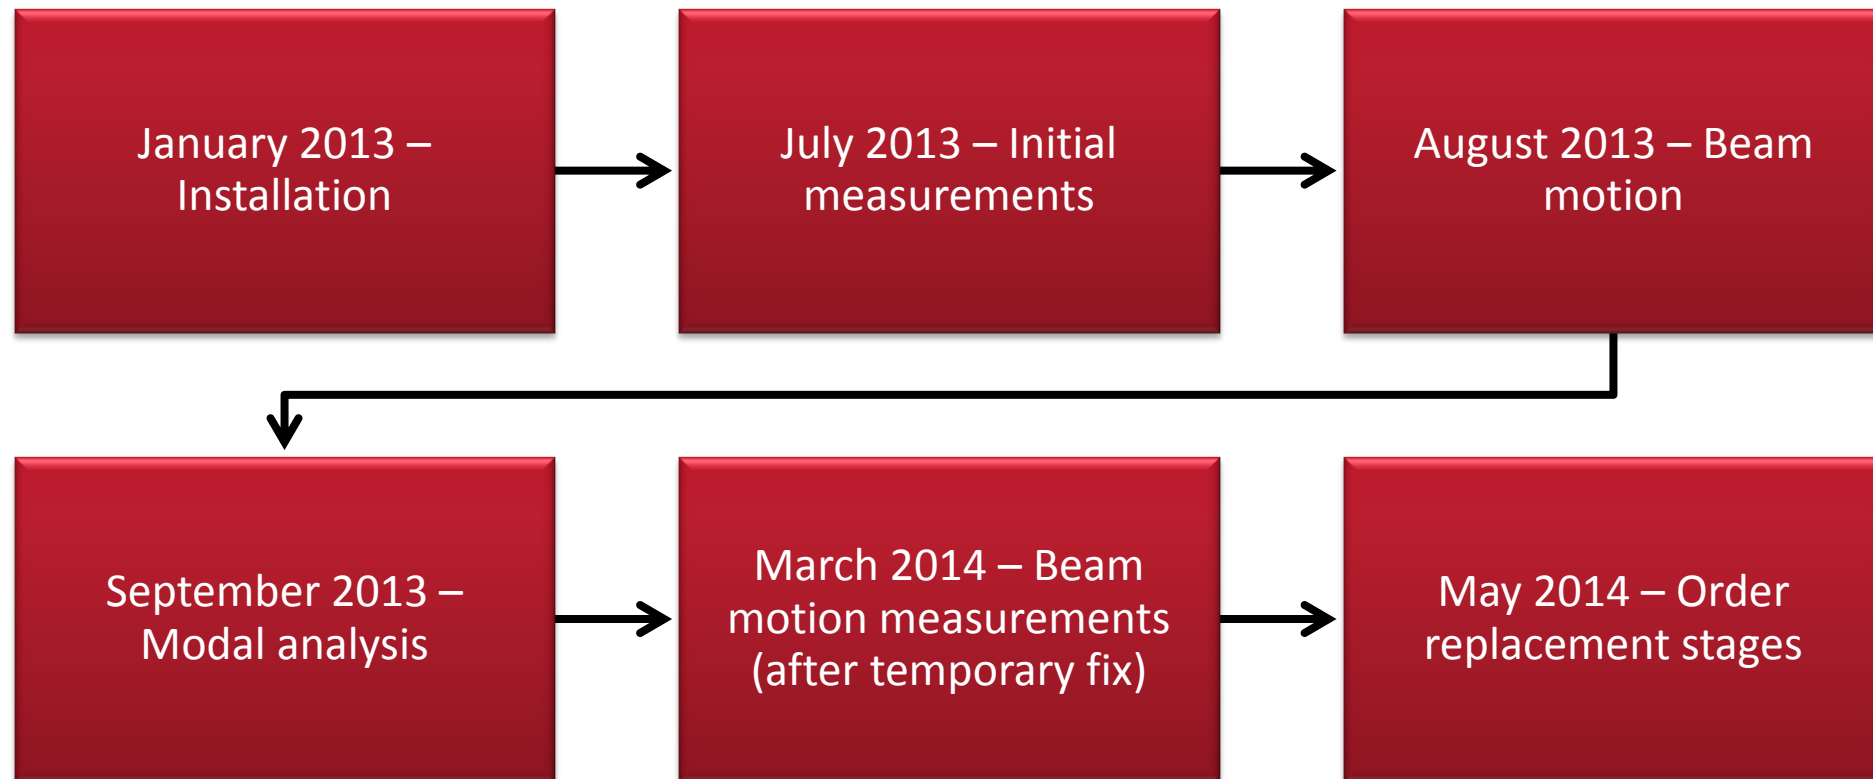 January 2013 –
Installation
July 2013 – Initial
measurements
August 2013 – Beam
motion
September 2013 –
Modal analysis
March 2014 – Beam
motion measurements
(after temporary fix)
May 2014 – Order
replacement stages